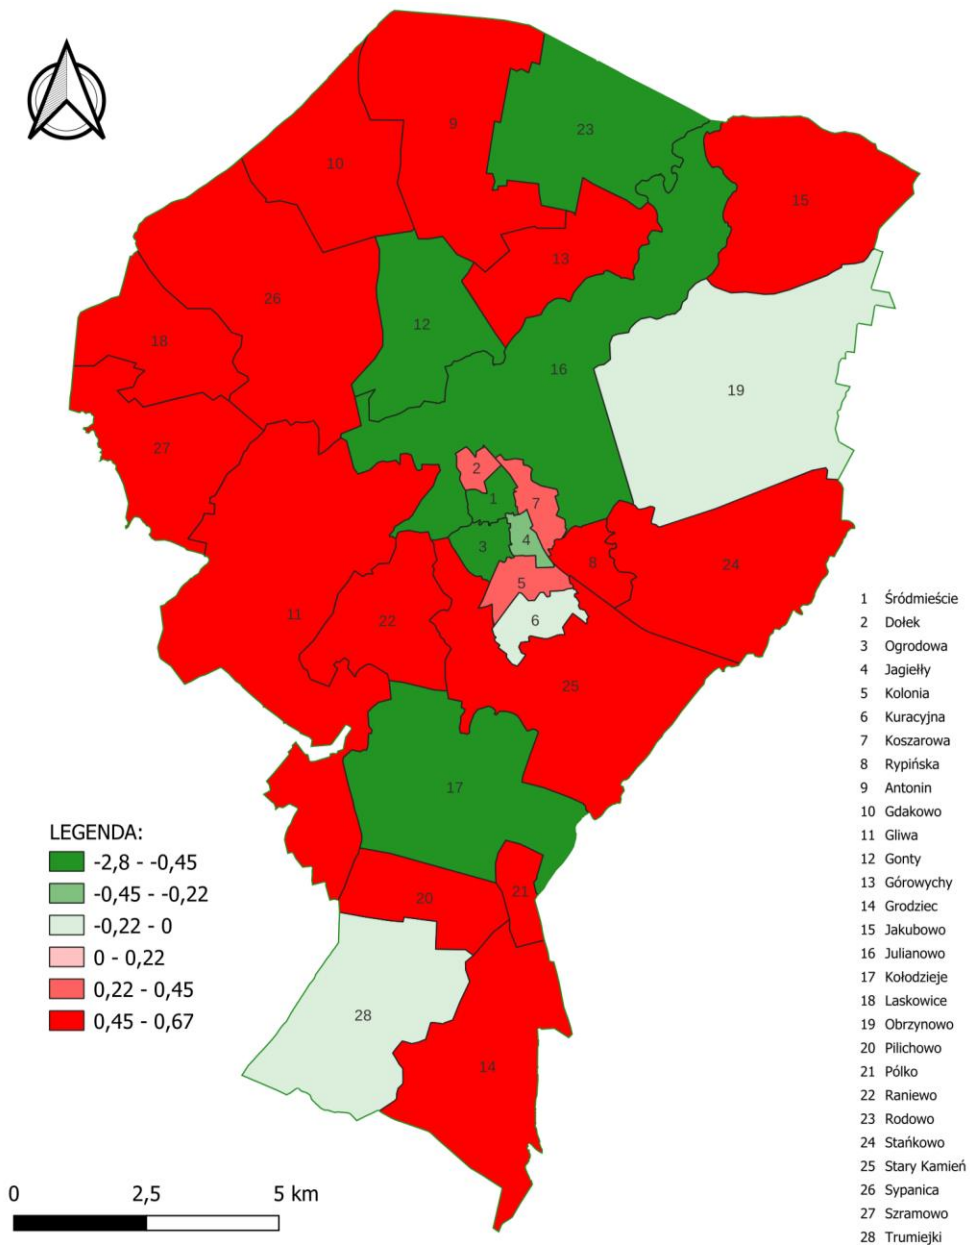 9
23
10
15
13
26
12
18
16
19
27
2
1
7
3
4
8
24
5
11
22
6
25
17
21
20
28
14
LEGENDA:
-2,8 - -0,45
-0,45 - -0,22
-0,22 - 0
0 - 0,22
0,22 - 0,45
0,45 - 0,67
0 2,5 5 km
1 Śródmieście
2 Dołek
3 Ogrodowa
4 Jagiełły
5 Kolonia
6 Kuracyjna
7 Koszarowa
8 Rypińska
9 Antonin
10 Gdakowo
11 Gliwa
12 Gonty
13 Górowychy
14 Grodziec
15 Jakubowo
16 Julianowo
17 Kołodzieje
18 Laskowice
19 Obrzynowo
20 Pilichowo
21 Pólko
22 Raniewo
23 Rodowo
24 Stańkowo
25 Stary Kamień
26 Sypanica
27 Szramowo
28 Trumiejki